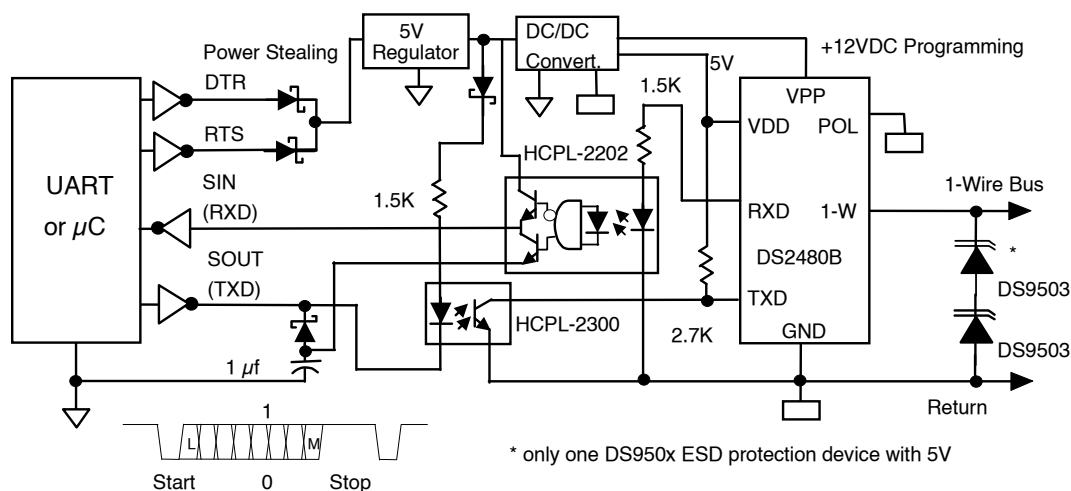 5V
Regulator
DC/DC
Convert.
+12VDC Programming
Power Stealing
DTR
5V
1.5K
VPP
VDD
POL
RTS
HCPL-2202
UART
or µC
SIN
(RXD)
1.5K
1-Wire Bus
RXD
1-W
*
SOUT
(TXD)
DS2480B
DS9503
TXD
HCPL-2300
2.7K
GND
DS9503
1 µf
Return
1
L
M
Start
0
Stop
* only one DS950x ESD protection device with 5V